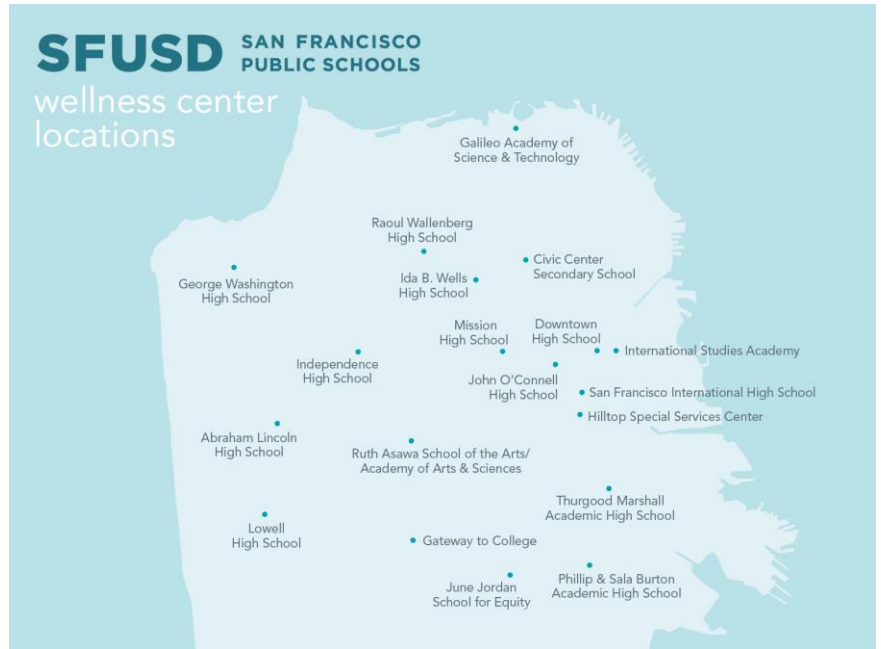 SFUSD
SAN FRANCISCO
PUBLIC SCHOOLS
wellness center
locations
Galileo Academy of
Science & Technology
Raoul Wallenberg
High School
Civic Center
Secondary School
George Washington
High School
Ida B. Wells
High School
Mission
High School
Downtown
High School
International Studies Academy
Independence
High School
John O'Connell
High School
San Francisco International High School
Hilltop Special Services Center
Abraham Lincoln
High School
Ruth Asawa School of the Arts/
Academy of Arts & Sciences
Thurgood Marshall
Academic High School
Lowell
High School
Gateway to College
June Jordan
School for Equity
Phillip & Sala Burton
Academic High School